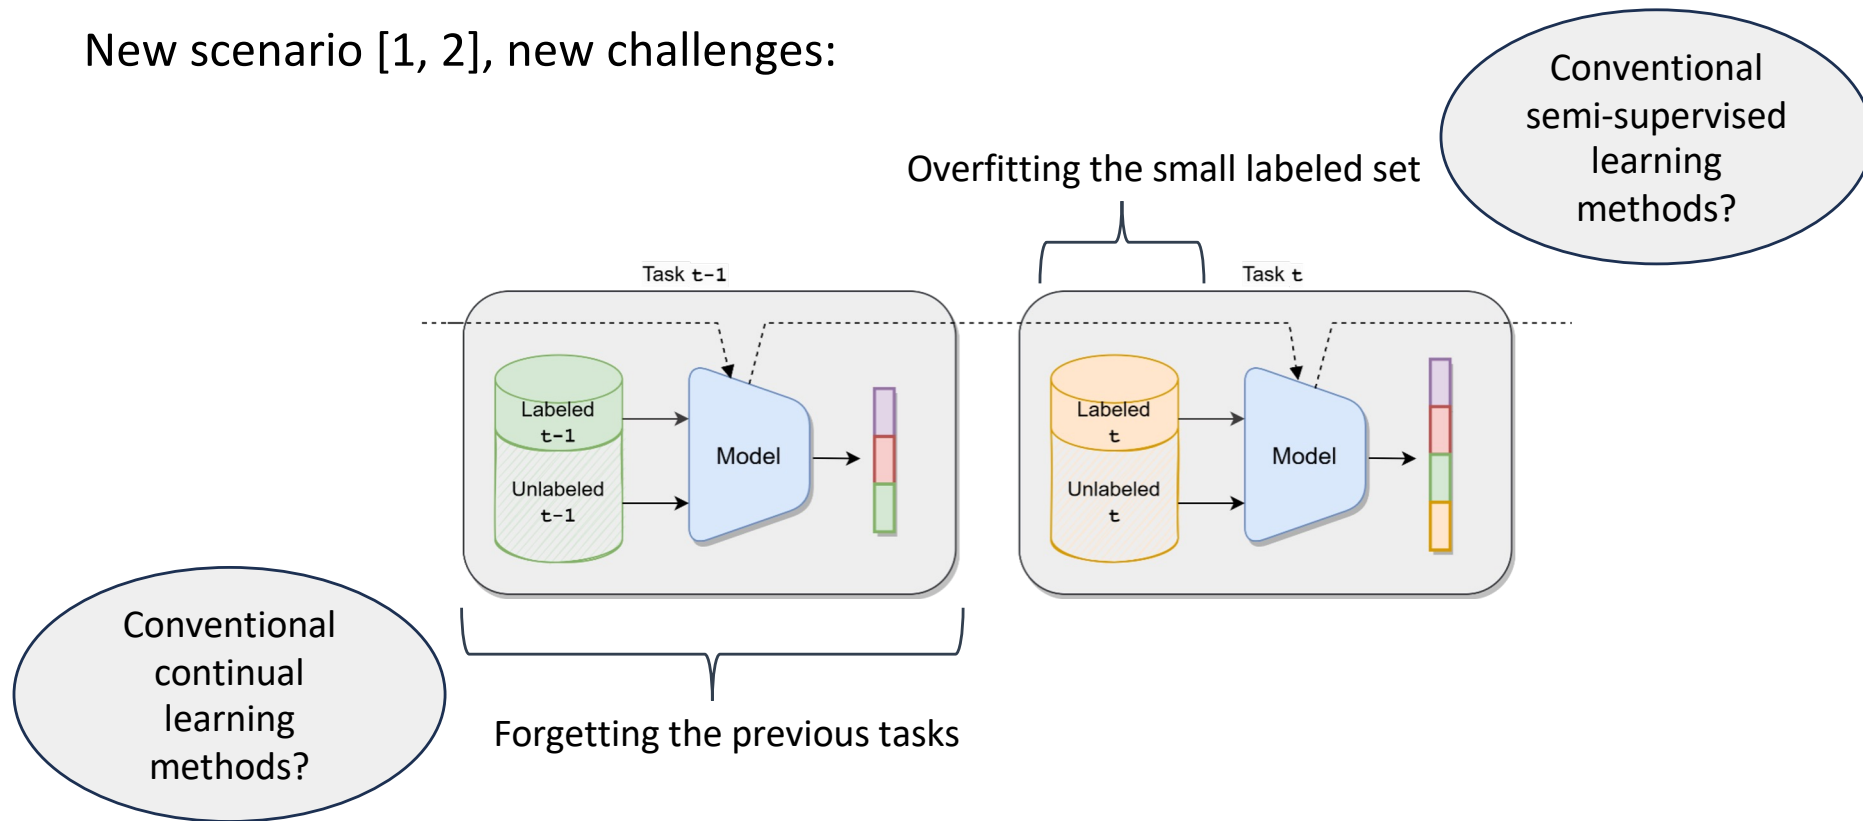 New scenario [1, 2], new challenges:
Conventional
semi-supervised
learning
methods?
Overfitting the small labeled set
Task t-1
Task t
Labeled
t-1
Unlabeled
t-1
Model
Labeled
t
Unlabeled
t
Model
Conventional
continual
learning
methods?
Forgetting the previous tasks